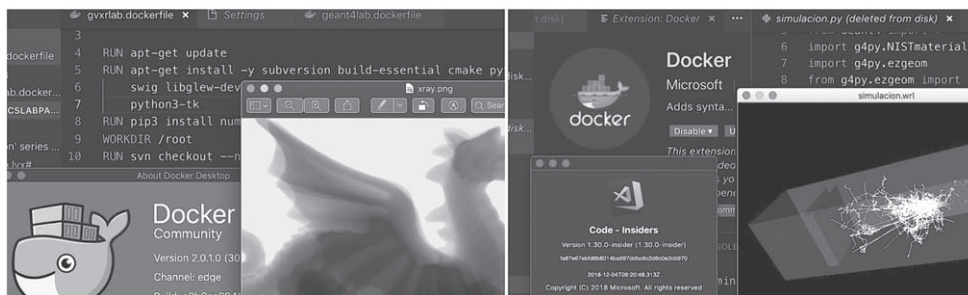 gvxrlab.dockerfile
Settings
geant4lab.dockerfile
3
dockerfile
4 RUN apt-get update
5 RUN apt-get install -y subversion build-essential cmake py
6 swig libglew-dev
CSLABPA...
7 python3-tk
8 RUN pip3 install num
9 WORKDIR /root
on' series ...
10 RUN svn checkout --n
xray.png
About Docker Desktop
Docker
Community
Version 2.0.1.0 (30
Channel: edge
m disk)
Extension: Docker
simulacion.py (deleted from disk)
6 import g4py.NISTmaterial
7 import g4py.ezgeom
8 from g4py.ezgeom import
docker
Docker
Microsoft
Adds synta...
Disable
This extension
simulacion.wrl
Code - Insiders
Version 1.30.0-insider (1.30.0-insider)
2018-12-04T09:20:48.313Z
Copyright (C) 2018 Microsoft. All rights reserved